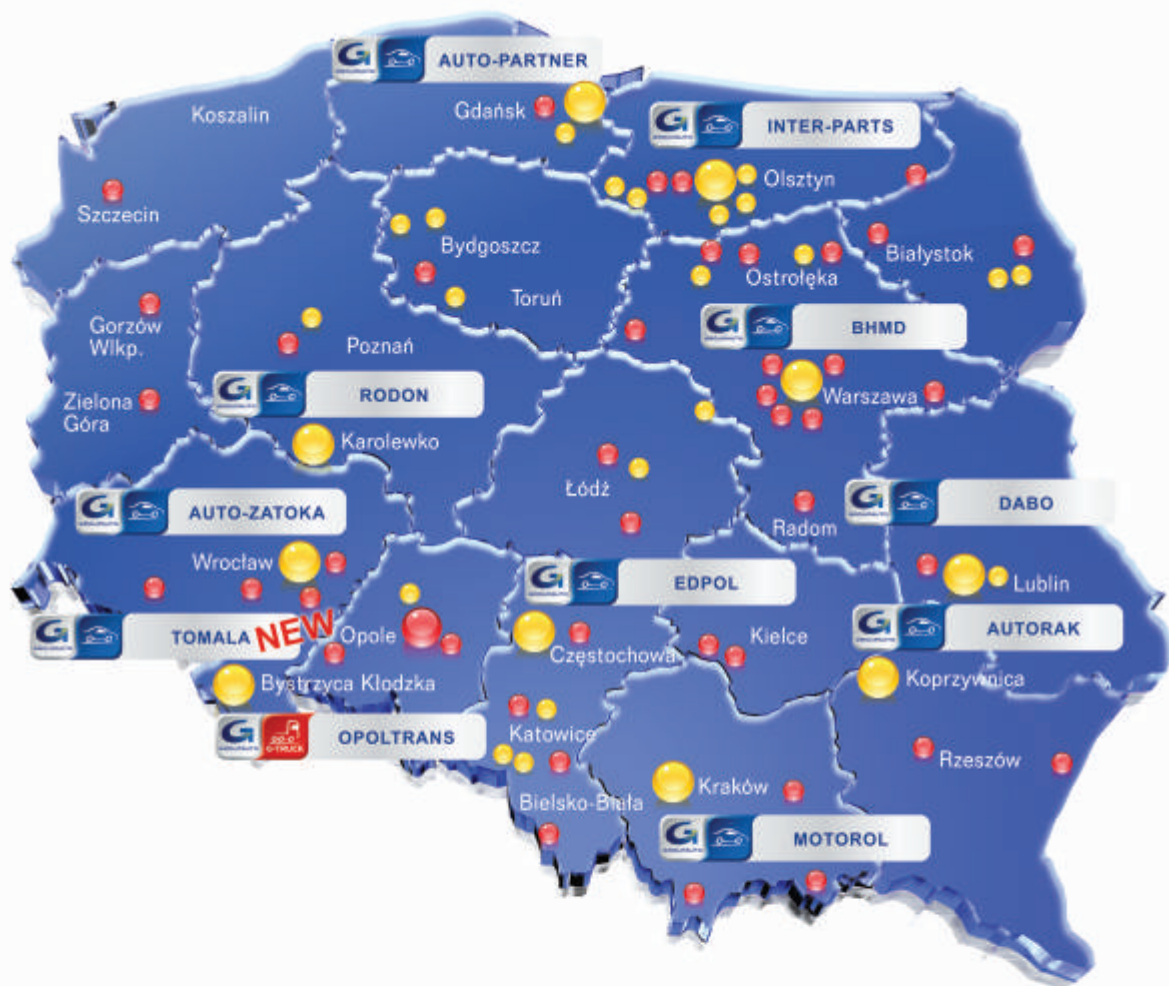 AUTO-PARTNER
Koszalin
Gdańsk
INTER-PARTS
Olsztyn
Szczecin
Bydgoszcz
Białystok
Ostrołęka
Toruń
Gorzów
Wlkp.
Poznań
BHMD
RODON
Zielona
Góra
Warszawa
Karolewko
Łódź
AUTO-ZATOKA
DABO
Radom
Wrocław
EDPOL
Lublin
TOMALA NEW
Opole
Częstochowa
Kielce
AUTORAK
Bystrzyca Klodzka
Koprzywnica
OPOLTRANS
G-TRUCK
Katowice
Rzeszów
Kraków
Bielsko-Biała
MOTOROL